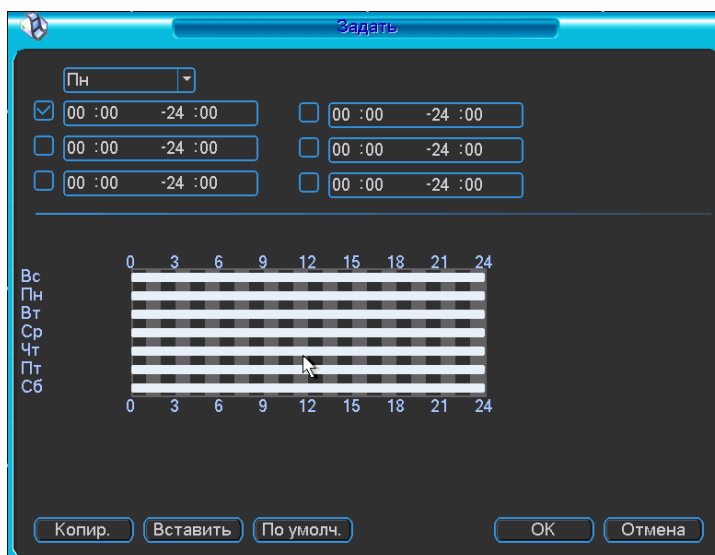 Задать
Пн
00 :00 -24 :00 00 :00 -24 :00
00 :00 -24 :00 00 :00 -24 :00
00 :00 -24 :00 00 :00 -24 :00
0 3 6 9 12 15 18 21 24
Вс
Пн
Вт
Ср
Чт
Пт
Сб
0 3 6 9 12 15 18 21 24
Копир. Вставить По умолч. OK Отмена